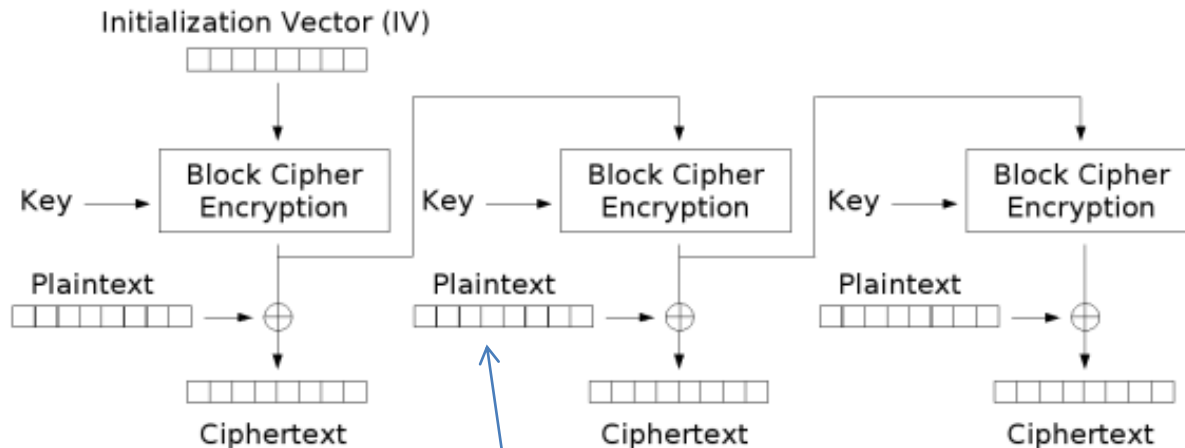 Initialization Vector (IV)
Block Cipher
Encryption
Block Cipher
Encryption
Block Cipher
Encryption
Key
Key
Key
Plaintext
Plaintext
Plaintext
Ciphertext
Ciphertext
Ciphertext